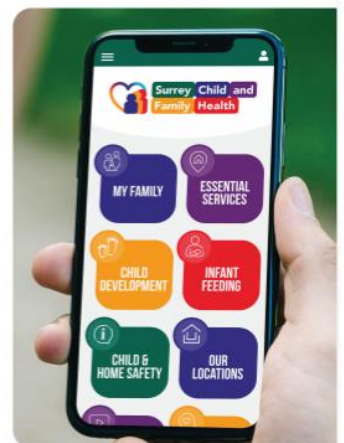 Surrey Child and
Family Health
MY FAMILY
ESSENTIAL
SERVICES
CHILD
DEVELOPMENT
INFANT
FEEDING
CHILD &
HOME SAFETY
OUR
LOCATIONS